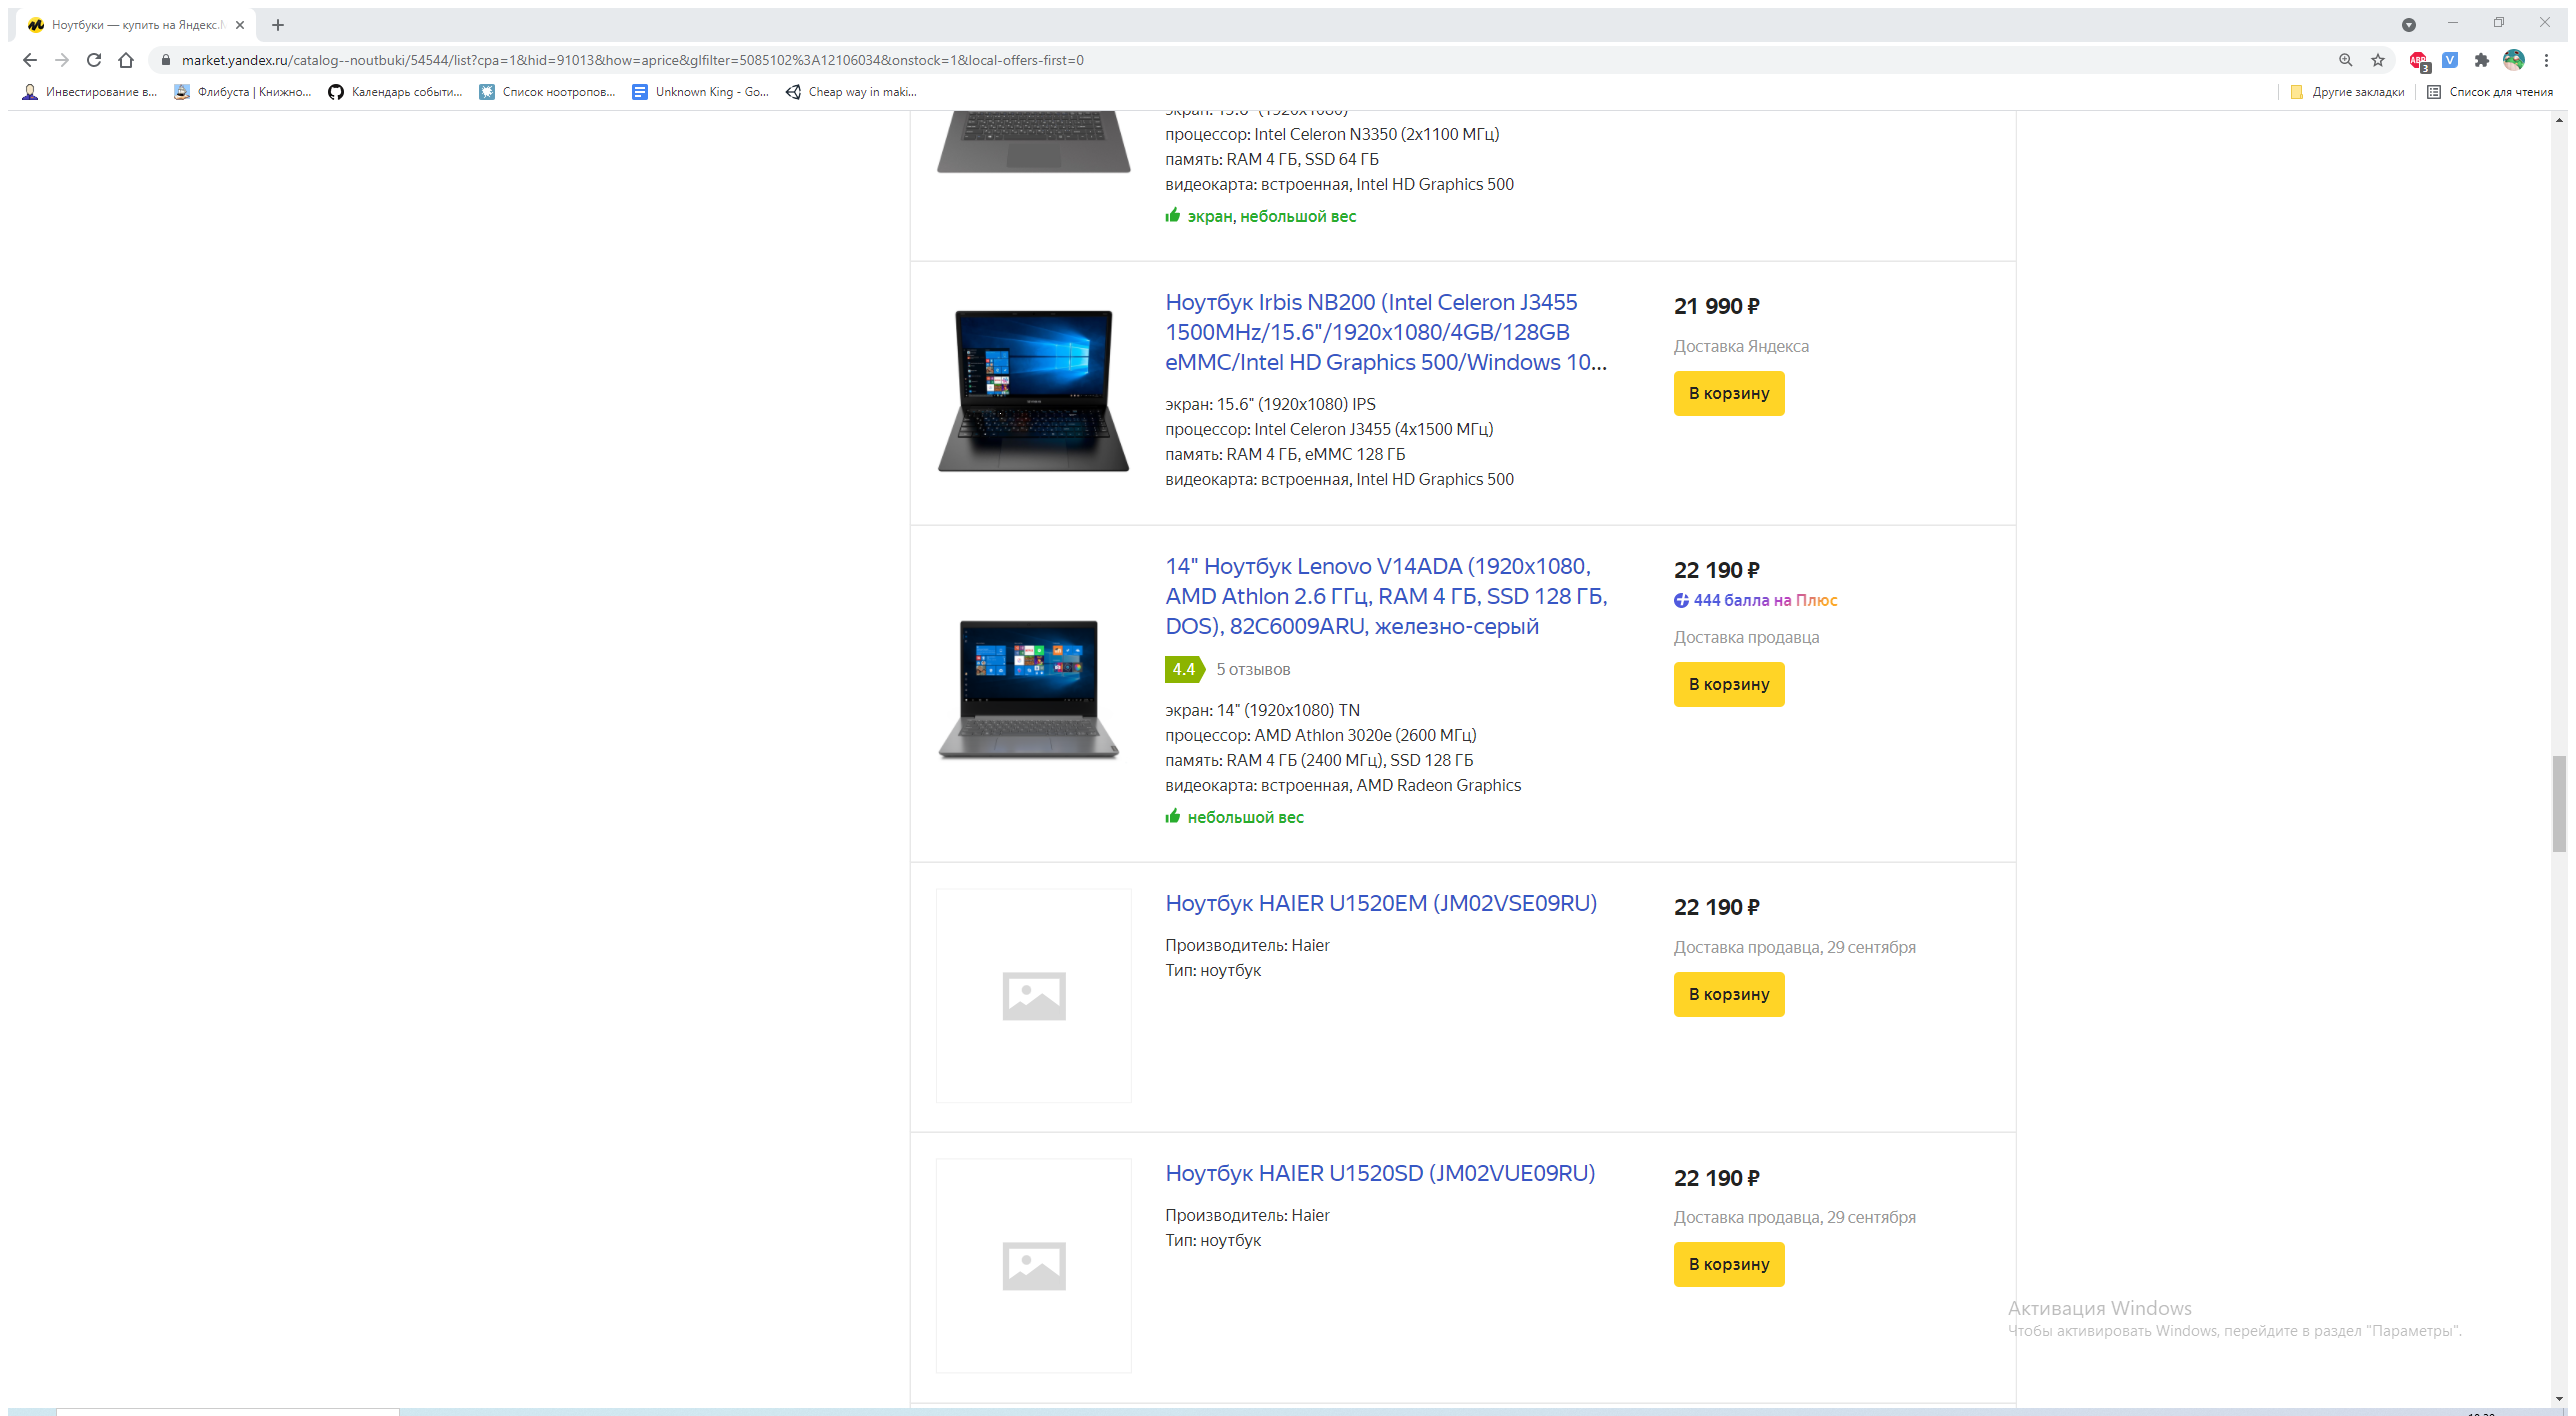 Ноутбуки — купить на Яндекс.М
market.yandex.ru/catalog--noutbuki/54544/list?cpa=1&hid=91013&how=aprice&glfilter=5085102%3A12106034&onstock=1&local-offers-first=0
ABP 3
V
Инвестирование в...
Флибуста | Книжно...
Календарь событи...
Список ноотропов...
Unknown King - Go...
Cheap way in maki...
Другие закладки
Список для чтения
экран: 15.6" (1920x1080)
процессор: Intel Celeron N3350 (2x1100 МГц)
память: RAM 4 ГБ, SSD 64 ГБ
видеокарта: встроенная, Intel HD Graphics 500
экран, небольшой вес
Ноутбук Irbis NB200 (Intel Celeron J3455
1500MHz/15.6"/1920x1080/4GB/128GB
eMMC/Intel HD Graphics 500/Windows 10...
экран: 15.6" (1920x1080) IPS
процессор: Intel Celeron J3455 (4x1500 МГц)
память: RAM 4 ГБ, eMMC 128 ГБ
видеокарта: встроенная, Intel HD Graphics 500
21 990 ₽
Доставка Яндекса
В корзину
14" Ноутбук Lenovo V14ADA (1920x1080,
AMD Athlon 2.6 ГГц, RAM 4 ГБ, SSD 128 ГБ,
DOS), 82C6009ARU, железно-серый
4.4 5 отзывов
экран: 14" (1920x1080) TN
процессор: AMD Athlon 3020e (2600 МГц)
память: RAM 4 ГБ (2400 МГц), SSD 128 ГБ
видеокарта: встроенная, AMD Radeon Graphics
небольшой вес
22 190 ₽
444 балла на Плюс
Доставка продавца
В корзину
Ноутбук HAIER U1520EM (JM02VSE09RU)
Производитель: Haier
Тип: ноутбук
22 190 ₽
Доставка продавца, 29 сентября
В корзину
Ноутбук HAIER U1520SD (JM02VUE09RU)
Производитель: Haier
Тип: ноутбук
22 190 ₽
Доставка продавца, 29 сентября
В корзину
Активация Windows
Чтобы активировать Windows, перейдите в раздел "Параметры".